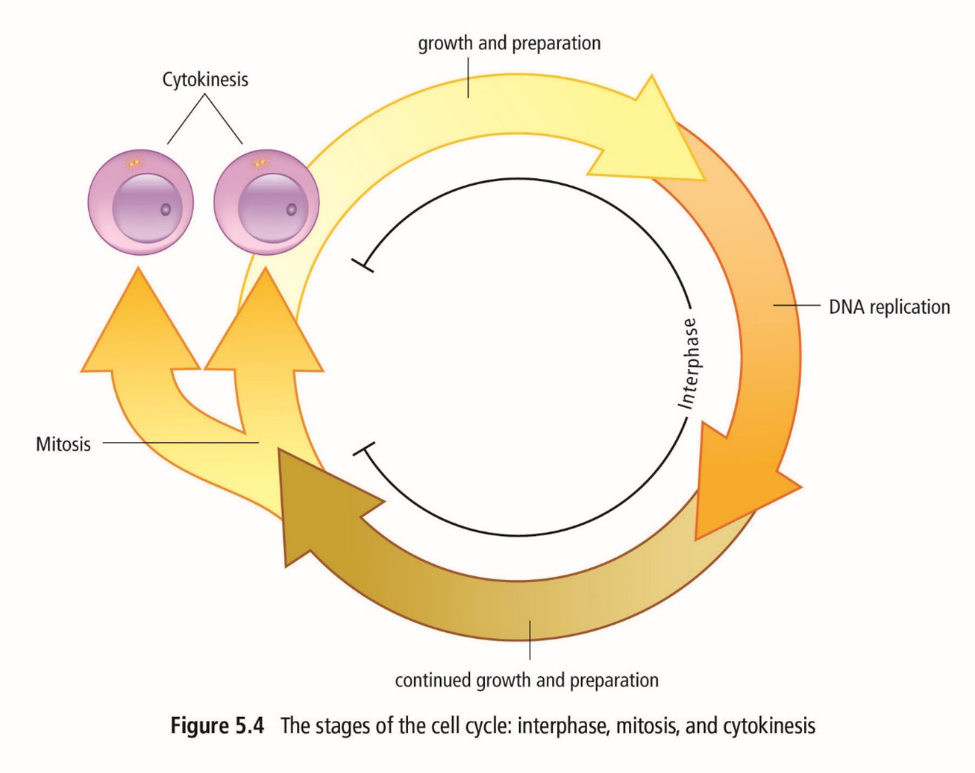 growth and preparation
Cytokinesis
DNA replication
Interphase
Mitosis
continued growth and preparation
Figure 5.4 The stages of the cell cycle: interphase, mitosis, and cytokinesis